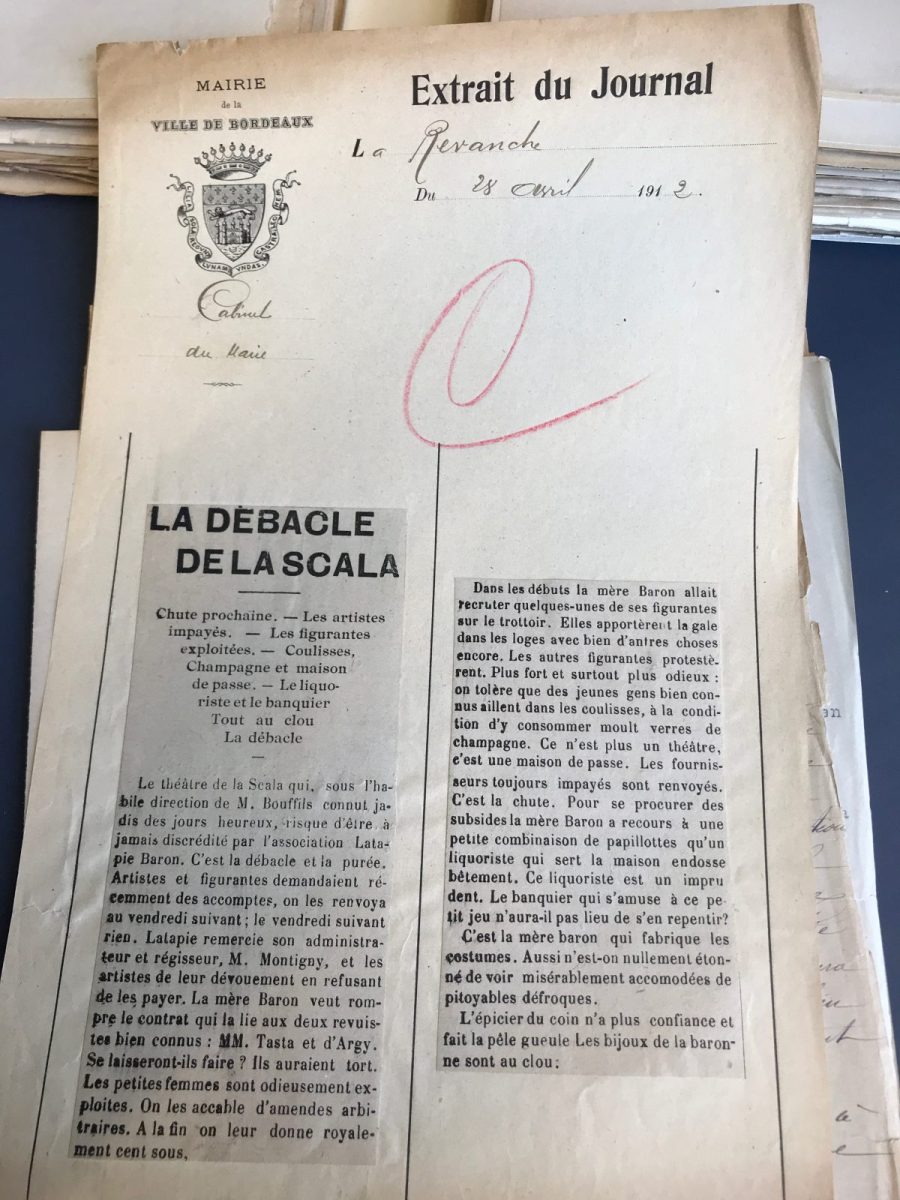 MAIRIE
de la
VILLE DE BORDEAUX
Extrait du Journal
La Revanche
Du 28 avril 1912.
LILIA SOLA REGUNT
LVNAM VNDAS
CASTRA LEONEM
Cabinet
du Maire
LA DÈBACLE
DE LA SCALA
Chute prochaine. — Les artistes
impayés. — Les figurantes
exploitées. — Coulisses,
Champagne et maison
de passe. — Le liquo-
riste et le banquier
Tout au clou
La débacle
Le théâtre de la Scala qui, sous l'ha-
bile direction de M. Bouffils connut ja-
dis des jours heureux, risque d'être à
jamais discrédité par l'association Lata-
pie Baron. C'est la débacle et la purée.
Artistes et figurantes demandaient ré-
cemment des accomptes, on les renvoya
au vendredi suivant ; le vendredi suivant
rien. Latapie remercie son administra-
teur et régisseur, M. Montigny, et les
artistes de leur dévouement en refusant
de les payer. La mère Baron veut rom-
pre le contrat qui la lie aux deux revuis-
tes bien connus : MM. Tasta et d'Argy.
Se laisseront-ils faire ? Ils auraient tort.
Les petites femmes sont odieusement ex-
ploites. On les accable d'amendes arbi-
traires. A la fin on leur donne royale-
ment cent sous,
Dans les débuts la mère Baron allait
recruter quelques-unes de ses figurantes
sur le trottoir. Elles apportèrent la gale
dans les loges avec bien d'antres choses
encore. Les autres figurantes protestè-
rent. Plus fort et surtout plus odieux :
on tolère que des jeunes gens bien con-
nus aillent dans les coulisses, à la condi-
tion d'y consommer moult verres de
champagne. Ce n'est plus un théâtre,
c'est une maison de passe. Les fournis-
seurs toujours impayés sont renvoyés.
C'est la chute. Pour se procurer des
subsides la mère Baron a recours à une
petite combinaison de papillottes qu'un
liquoriste qui sert la maison endosse
bêtement. Ce liquoriste est un impru
dent. Le banquier qui s'amuse à ce pe-
tit jeu n'aura-il pas lieu de s'en repentir?
C'est la mère baron qui fabrique les
costumes. Aussi n'est-on nullement éton-
né de voir misérablement accomodées de
pitoyables défroques.
L'épicier du coin n'a plus confiance et
fait la pêle gueule Les bijoux de la baron-
ne sont au clou: